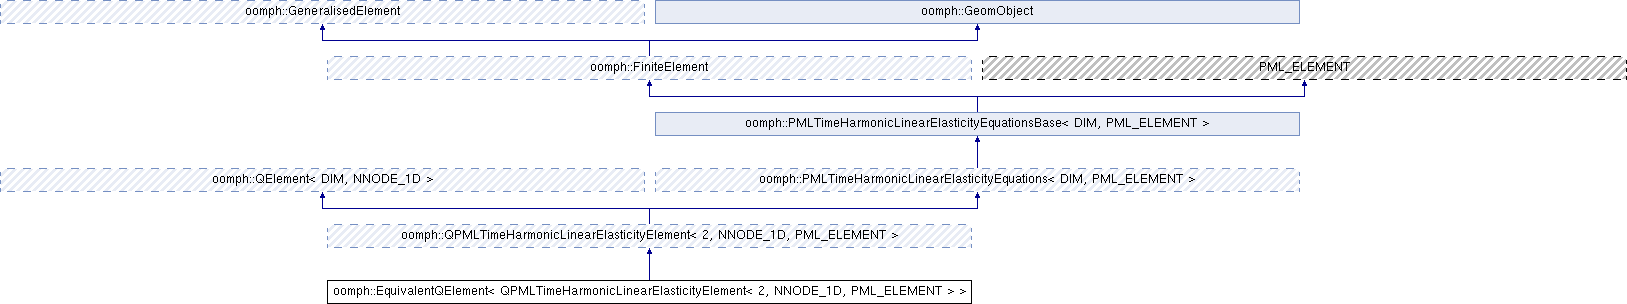 oomph::GeneralisedElement
oomph::GeomObject
oomph::FiniteElement
PML_ELEMENT
oomph::PMLTimeHarmonicLinearElasticityEquationsBase< DIM, PML_ELEMENT >
oomph::QElement< DIM, NNODE_1D >
oomph::PMLTimeHarmonicLinearElasticityEquations< DIM, PML_ELEMENT >
oomph::QPMLTimeHarmonicLinearElasticityElement< 2, NNODE_1D, PML_ELEMENT >
oomph::EquivalentQElement< QPMLTimeHarmonicLinearElasticityElement< 2, NNODE_1D, PML_ELEMENT > >